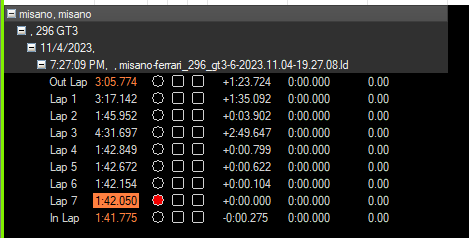 misano, misano
, 296 GT3
11/4/2023,
7:27:09 PM, , misano-ferrari_296_gt3-6-2023.11.04-19.27.08.ld
Out Lap 3:05.774 +1:23.724 0:00.000 0.00
Lap 1 3:17.142 +1:35.092 0:00.000 0.00
Lap 2 1:45.952 +0:03.902 0:00.000 0.00
Lap 3 4:31.697 +2:49.647 0:00.000 0.00
Lap 4 1:42.849 +0:00.799 0:00.000 0.00
Lap 5 1:42.672 +0:00.622 0:00.000 0.00
Lap 6 1:42.154 +0:00.104 0:00.000 0.00
Lap 7 1:42.050 +0:00.000 0:00.000 0.00
In Lap 1:41.775 -0:00.275 0:00.000 0.00